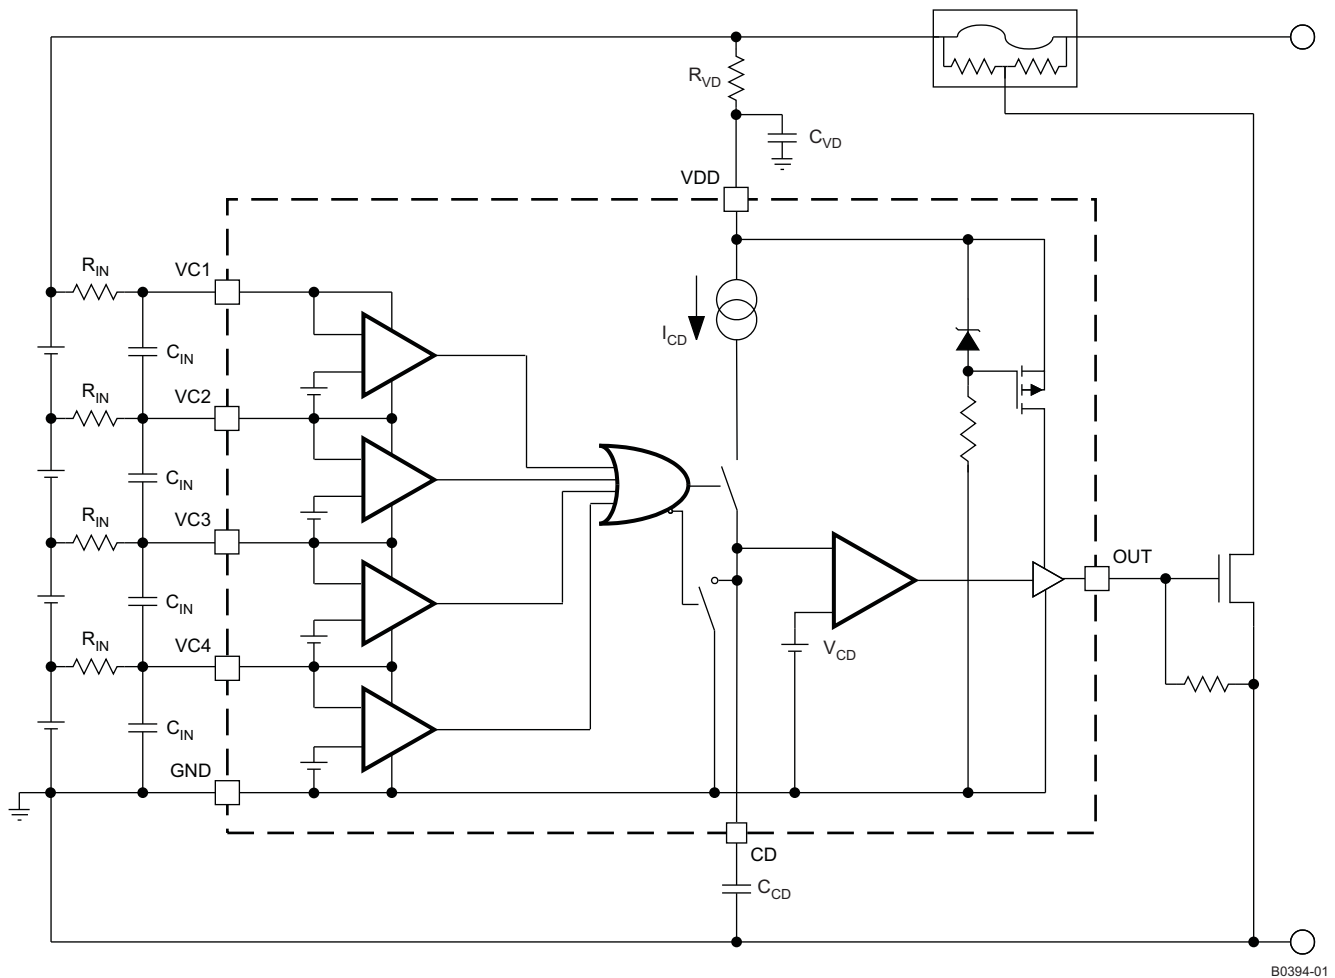 R_VD
C_VD
VDD
R_IN
VC1
I_CD
C_IN
R_IN
VC2
C_IN
R_IN
VC3
OUT
C_IN
R_IN
VC4
V_CD
C_IN
GND
CD
C_CD
B0394-01